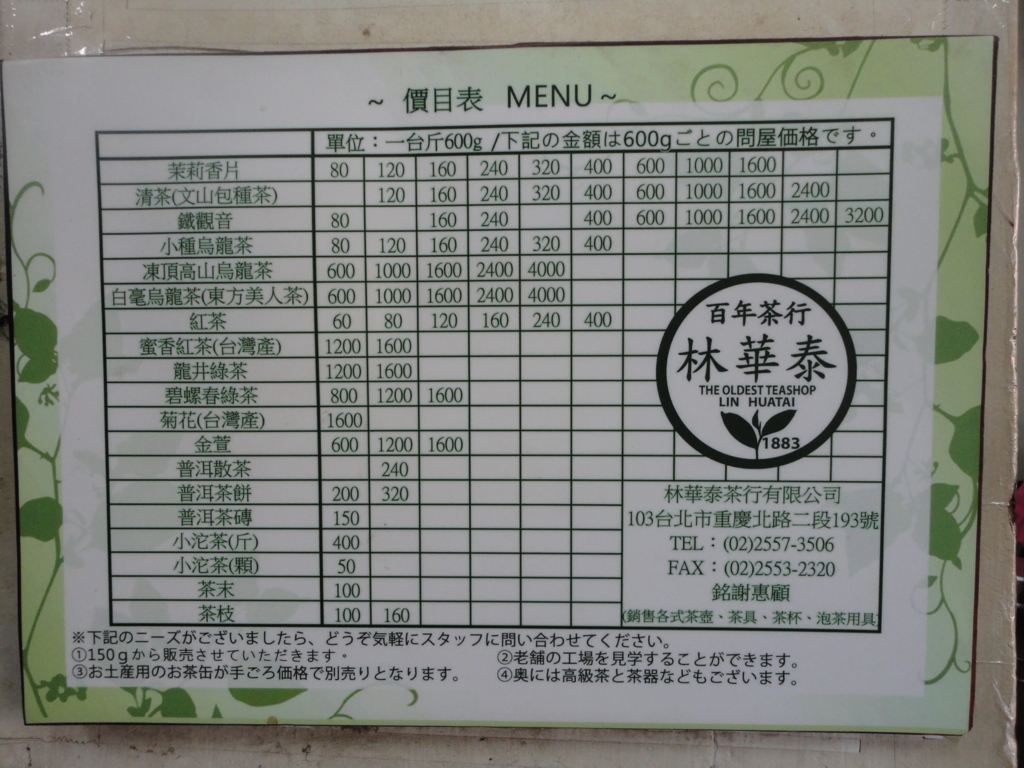 ~ 價目表 MENU ~
單位：一台斤600g /下記の金額は600gごとの問屋価格です。
茉莉香片 80 120 160 240 320 400 600 1000 1600
清茶(文山包種茶) 120 160 240 320 400 600 1000 1600 2400
鐵觀音 80 160 240 400 600 1000 1600 2400 3200
小種烏龍茶 80 120 160 240 320 400
凍頂高山烏龍茶 600 1000 1600 2400 4000
白毫烏龍茶(東方美人茶) 600 1000 1600 2400 4000
紅茶 60 80 120 160 240 400
蜜香紅茶(台灣產) 1200 1600
龍井綠茶 1200 1600
碧螺春綠茶 800 1200 1600
菊花(台灣產) 1600
金萱 600 1200 1600
普洱散茶 240
普洱茶餅 200 320
普洱茶磚 150
小沱茶(斤) 400
小沱茶(顆) 50
茶末 100
茶枝 100 160
百年茶行
林華泰
THE OLDEST TEASHOP
LIN HUATAI
1883
林華泰茶行有限公司
103台北市重慶北路二段193號
TEL：(02)2557-3506
FAX：(02)2553-2320
銘謝惠顧
(銷售各式茶壺、茶具、茶杯、泡茶用具)
※下記のニーズがございましたら、どうぞ気軽にスタッフに問い合わせてください。
①150ｇから販売させていただきます。 ②老舗の工場を見学することができます。
③お土産用のお茶缶が手ごろ価格で別売りとなります。 ④奥には高級茶と茶器などもございます。